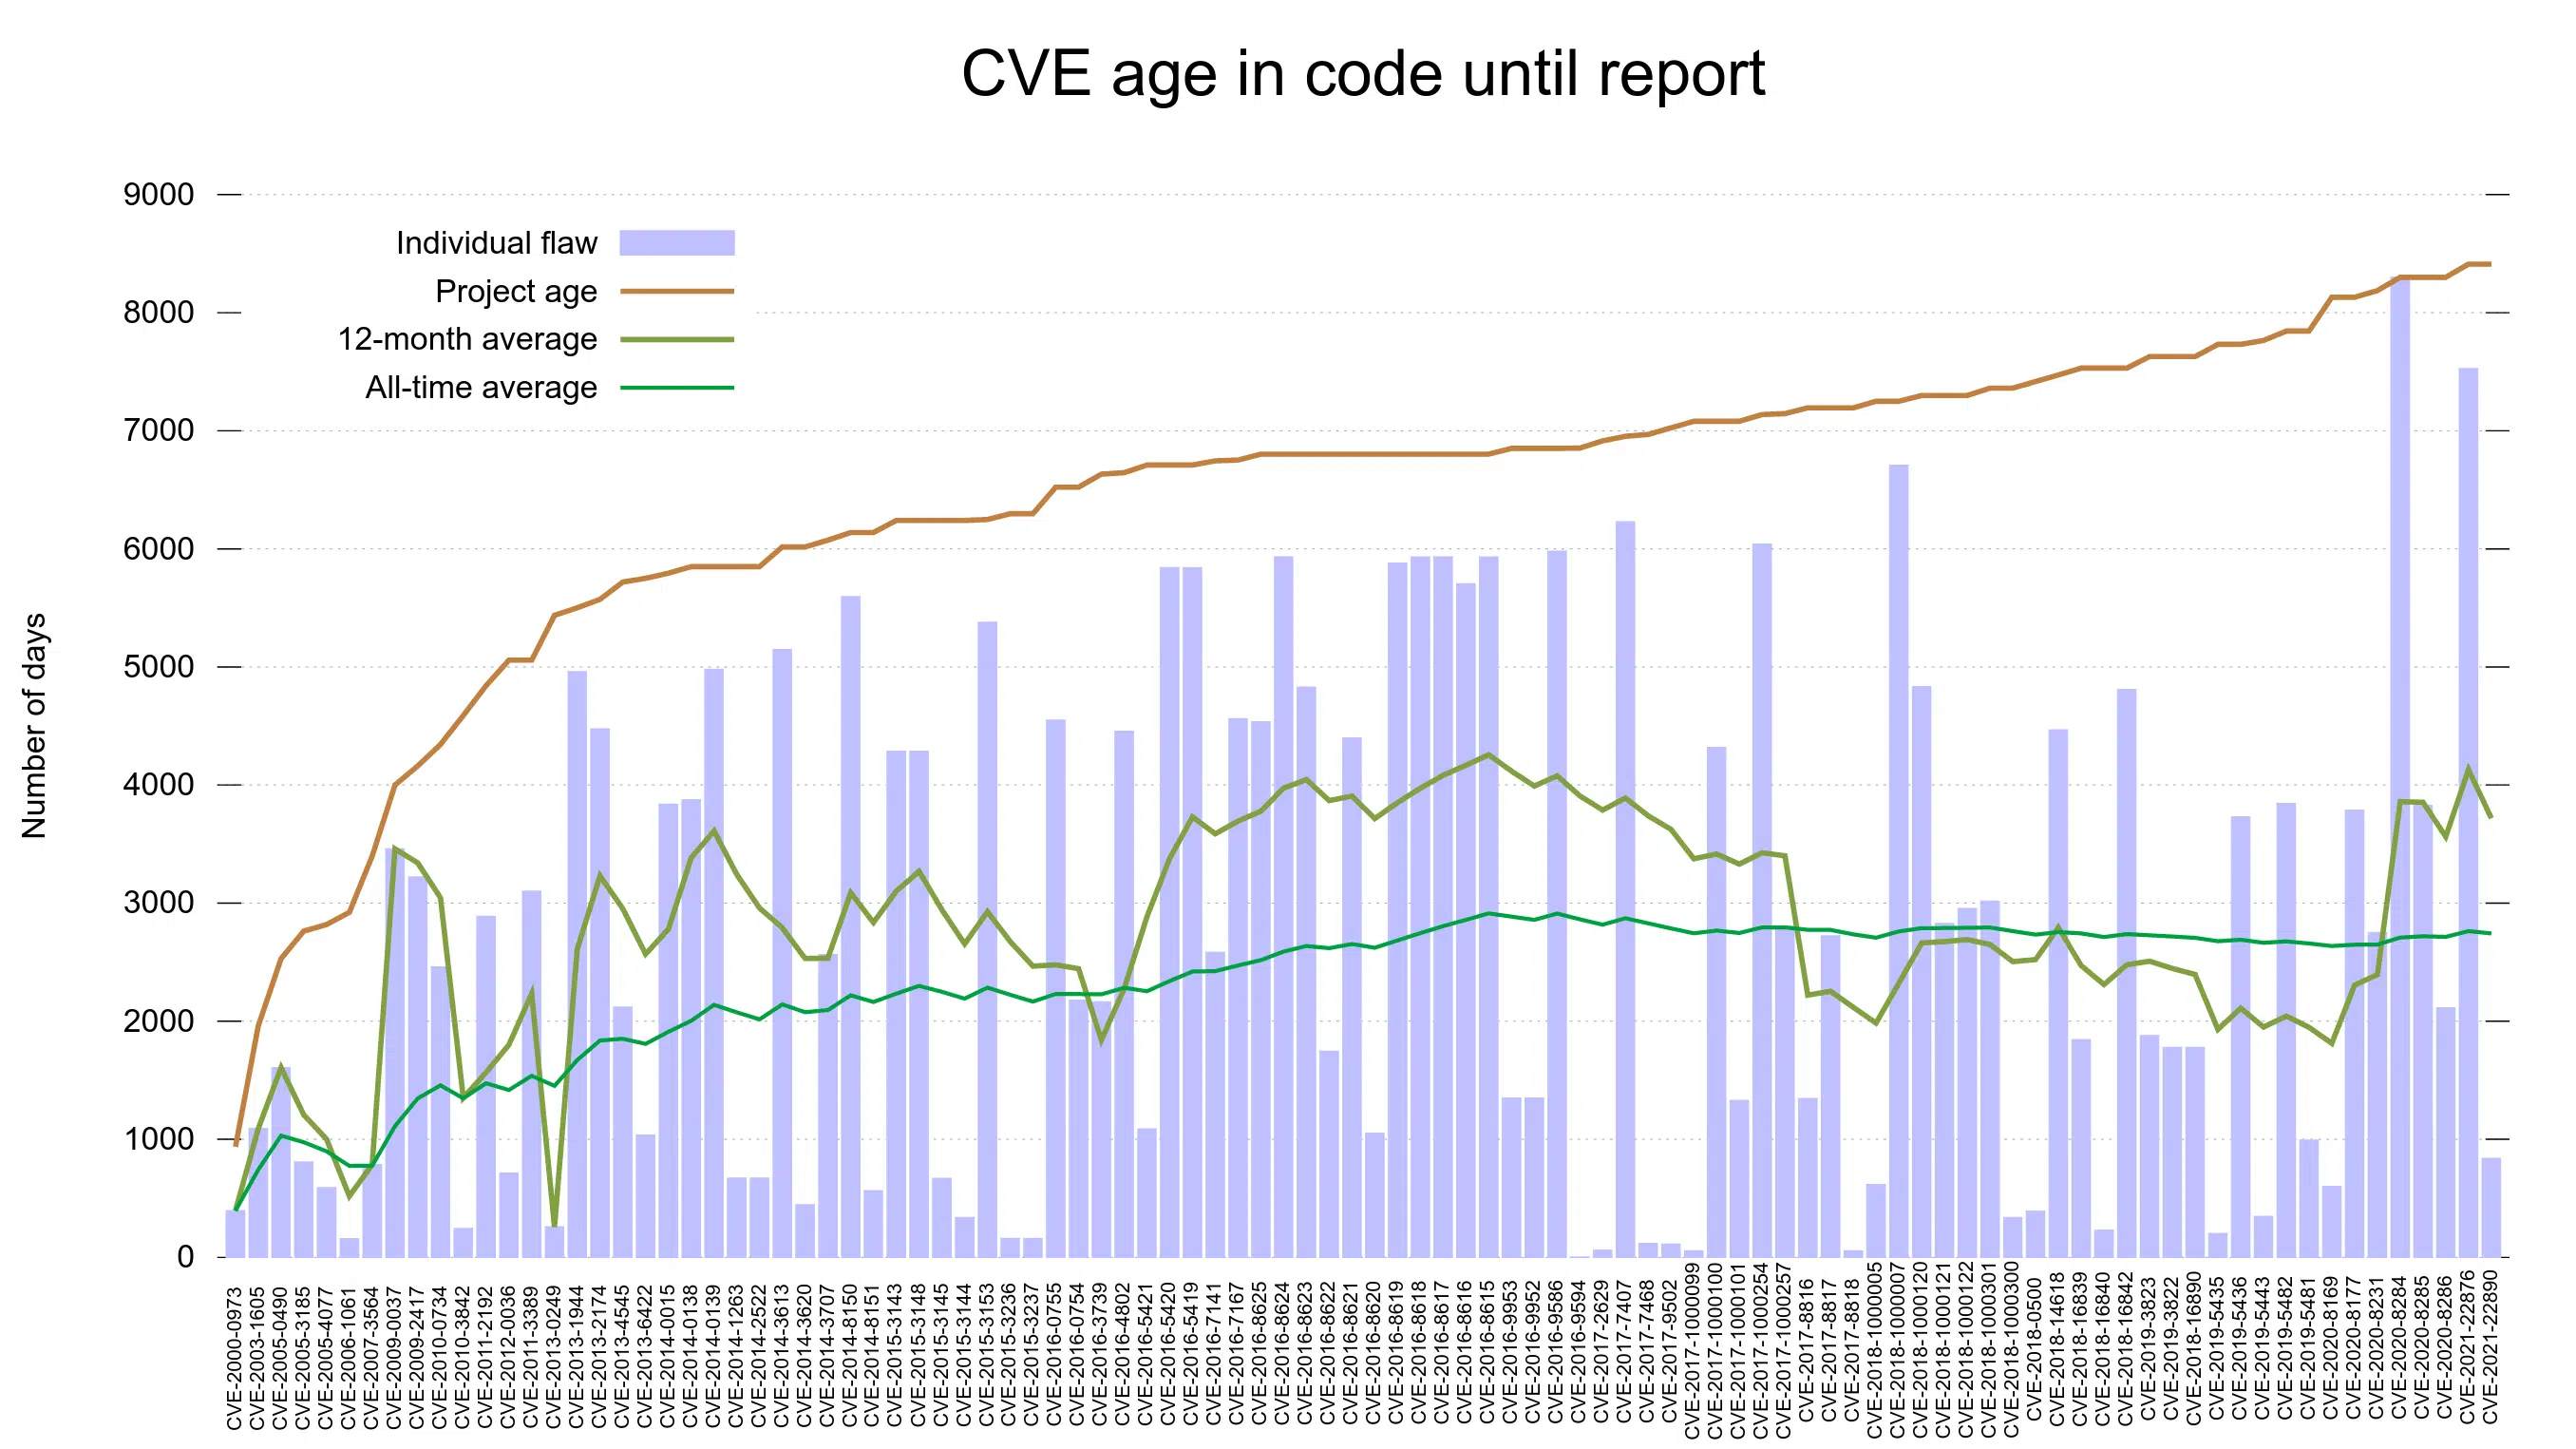 CVE age in code until report
9000
8000
7000
6000
5000
4000
3000
2000
1000
0
Number of days
Individual flaw
Project age
12-month average
All-time average
CVE-2000-0973
CVE-2003-1605
CVE-2005-0490
CVE-2005-3185
CVE-2005-4077
CVE-2006-1061
CVE-2007-3564
CVE-2009-0037
CVE-2009-2417
CVE-2010-0734
CVE-2010-3842
CVE-2011-2192
CVE-2012-0036
CVE-2011-3389
CVE-2013-0249
CVE-2013-1944
CVE-2013-2174
CVE-2013-4545
CVE-2013-6422
CVE-2014-0015
CVE-2014-0138
CVE-2014-0139
CVE-2014-1263
CVE-2014-2522
CVE-2014-3613
CVE-2014-3620
CVE-2014-3707
CVE-2014-8150
CVE-2014-8151
CVE-2015-3143
CVE-2015-3148
CVE-2015-3145
CVE-2015-3144
CVE-2015-3153
CVE-2015-3236
CVE-2015-3237
CVE-2016-0755
CVE-2016-0754
CVE-2016-3739
CVE-2016-4802
CVE-2016-5421
CVE-2016-5420
CVE-2016-5419
CVE-2016-7141
CVE-2016-7167
CVE-2016-8625
CVE-2016-8624
CVE-2016-8623
CVE-2016-8622
CVE-2016-8621
CVE-2016-8620
CVE-2016-8619
CVE-2016-8618
CVE-2016-8617
CVE-2016-8616
CVE-2016-8615
CVE-2016-9953
CVE-2016-9952
CVE-2016-9586
CVE-2016-9594
CVE-2017-2629
CVE-2017-7407
CVE-2017-7468
CVE-2017-9502
CVE-2017-1000099
CVE-2017-1000100
CVE-2017-1000101
CVE-2017-1000254
CVE-2017-1000257
CVE-2017-8816
CVE-2017-8817
CVE-2017-8818
CVE-2018-1000005
CVE-2018-1000007
CVE-2018-1000120
CVE-2018-1000121
CVE-2018-1000122
CVE-2018-1000301
CVE-2018-1000300
CVE-2018-0500
CVE-2018-14618
CVE-2018-16839
CVE-2018-16840
CVE-2018-16842
CVE-2019-3823
CVE-2019-3822
CVE-2018-16890
CVE-2019-5435
CVE-2019-5436
CVE-2019-5443
CVE-2019-5482
CVE-2019-5481
CVE-2020-8169
CVE-2020-8177
CVE-2020-8231
CVE-2020-8284
CVE-2020-8285
CVE-2020-8286
CVE-2021-22876
CVE-2021-22890